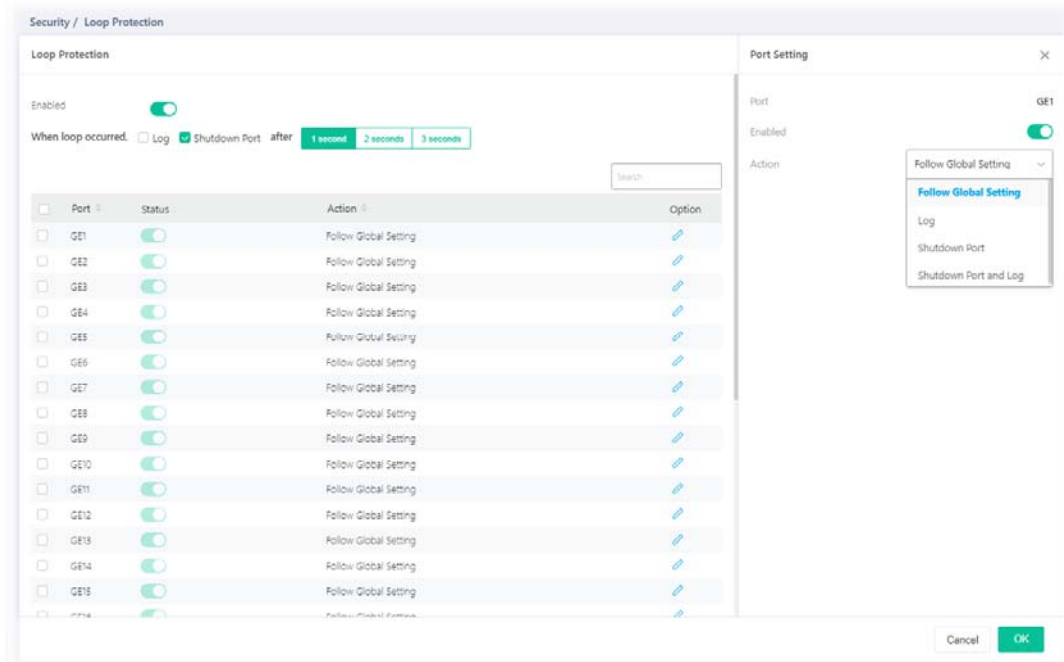 Security / Loop Protection
Loop Protection
Enabled
When loop occurred, Log Shutdown Port after 1 second 2 seconds 3 seconds
Search
Port Status Action Option
GE1 Follow Global Setting
GE2 Follow Global Setting
GE3 Follow Global Setting
GE4 Follow Global Setting
GE5 Follow Global Setting
GE6 Follow Global Setting
GE7 Follow Global Setting
GE8 Follow Global Setting
GE9 Follow Global Setting
GE10 Follow Global Setting
GE11 Follow Global Setting
GE12 Follow Global Setting
GE13 Follow Global Setting
GE14 Follow Global Setting
GE15 Follow Global Setting
Port Setting
Port GE1
Enabled
Action Follow Global Setting
Follow Global Setting
Log
Shutdown Port
Shutdown Port and Log
Cancel OK